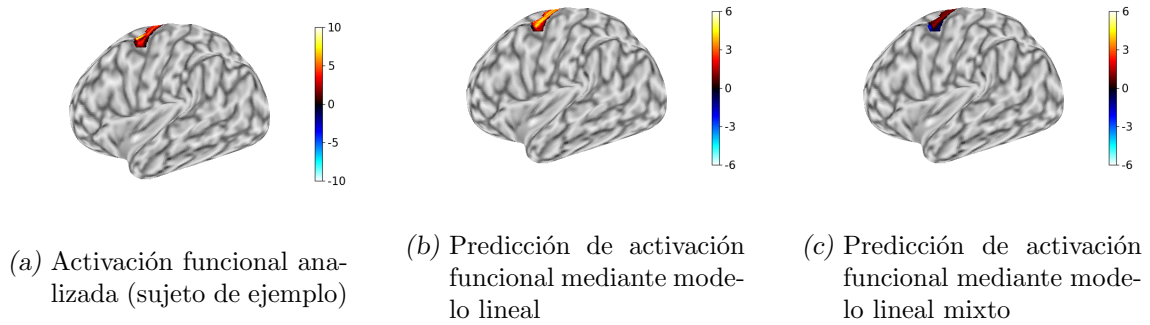 10
5
0
-5
-10
6
3
0
-3
-6
6
3
0
-3
-6
(a) Activación funcional ana-
lizada (sujeto de ejemplo)
(b) Predicción de activación
funcional mediante mode-
lo lineal
(c) Predicción de activación
funcional mediante mode-
lo lineal mixto